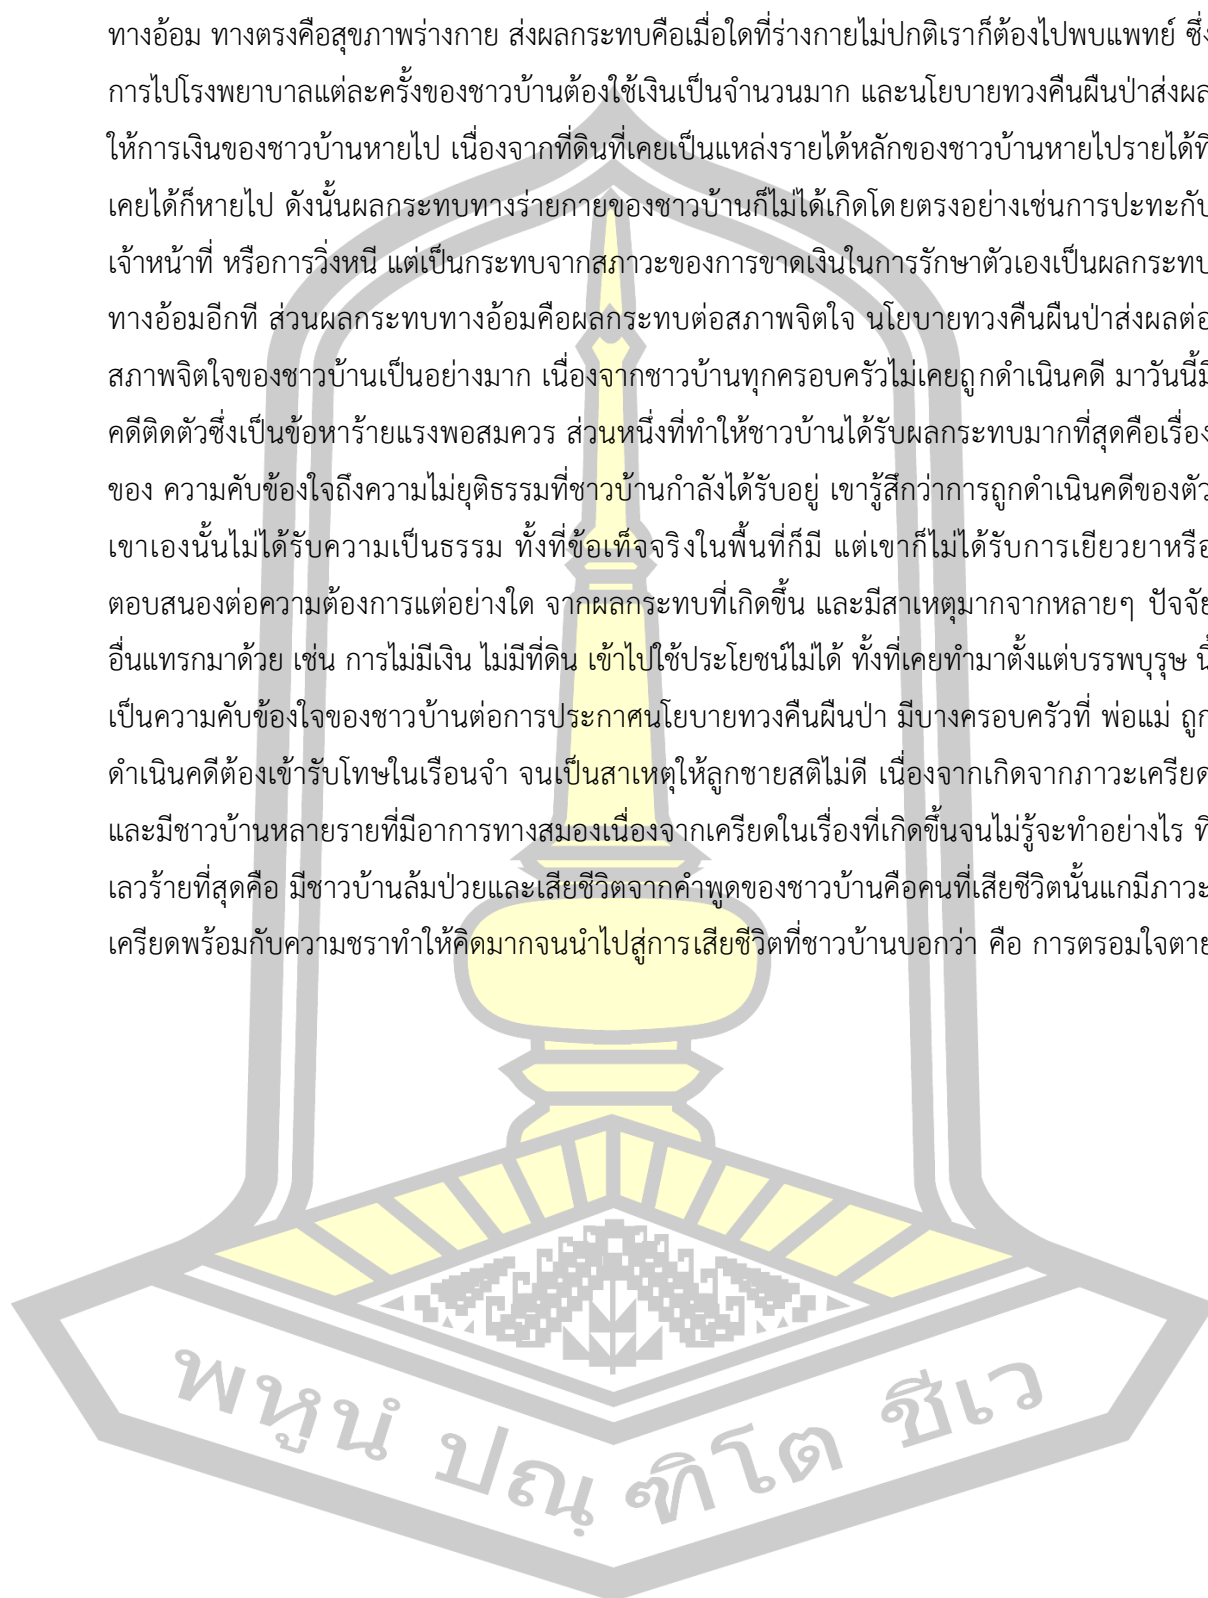 ทางอ้อม ทางตรงคือสุขภาพร่างกาย ส่งผลกระทบคือเมื่อใดที่ร่างกายไม่ปกติเราก็ต้องไปพบแพทย์ ซึ่ง
การไปโรงพยาบาลแต่ละครั้งของชาวบ้านต้องใช้เงินเป็นจำนวนมาก และนโยบายทวงคืนผืนป่าส่งผล
ให้การเงินของชาวบ้านหายไป เนื่องจากที่ดินที่เคยเป็นแหล่งรายได้หลักของชาวบ้านหายไปรายได้ที่
เคยได้ก็หายไป ดังนั้นผลกระทบทางร่ายกายของชาวบ้านก็ไม่ได้เกิดโดยตรงอย่างเช่นการปะทะกับ
เจ้าหน้าที่ หรือการวิ่งหนี แต่เป็นกระทบจากสภาวะของการขาดเงินในการรักษาตัวเองเป็นผลกระทบ
ทางอ้อมอีกที ส่วนผลกระทบทางอ้อมคือผลกระทบต่อสภาพจิตใจ นโยบายทวงคืนผืนป่าส่งผลต่อ
สภาพจิตใจของชาวบ้านเป็นอย่างมาก เนื่องจากชาวบ้านทุกครอบครัวไม่เคยถูกดำเนินคดี มาวันนี้มี
คดีติดตัวซึ่งเป็นข้อหาร้ายแรงพอสมควร ส่วนหนึ่งที่ทำให้ชาวบ้านได้รับผลกระทบมากที่สุดคือเรื่อง
ของ ความคับข้องใจถึงความไม่ยุติธรรมที่ชาวบ้านกำลังได้รับอยู่ เขารู้สึกว่าการถูกดำเนินคดีของตัว
เขาเองนั้นไม่ได้รับความเป็นธรรม ทั้งที่ข้อเท็จจริงในพื้นที่ก็มี แต่เขาก็ไม่ได้รับการเยียวยาหรือ
ตอบสนองต่อความต้องการแต่อย่างใด จากผลกระทบที่เกิดขึ้น และมีสาเหตุมากจากหลายๆ ปัจจัย
อื่นแทรกมาด้วย เช่น การไม่มีเงิน ไม่มีที่ดิน เข้าไปใช้ประโยชน์ไม่ได้ ทั้งที่เคยทำมาตั้งแต่บรรพบุรุษ นี้
เป็นความคับข้องใจของชาวบ้านต่อการประกาศนโยบายทวงคืนผืนป่า มีบางครอบครัวที่ พ่อแม่ ถูก
ดำเนินคดีต้องเข้ารับโทษในเรือนจำ จนเป็นสาเหตุให้ลูกชายสติไม่ดี เนื่องจากเกิดจากภาวะเครียด
และมีชาวบ้านหลายรายที่มีอาการทางสมองเนื่องจากเครียดในเรื่องที่เกิดขึ้นจนไม่รู้จะทำอย่างไร ที่
เลวร้ายที่สุดคือ มีชาวบ้านล้มป่วยและเสียชีวิตจากคำพูดของชาวบ้านคือคนที่เสียชีวิตนั้นแกมีภาวะ
เครียดพร้อมกับความชราทำให้คิดมากจนนำไปสู่การเสียชีวิตที่ชาวบ้านบอกว่า คือ การตรอมใจตาย
พหูนํ ปณฺฑิโต ชีเว